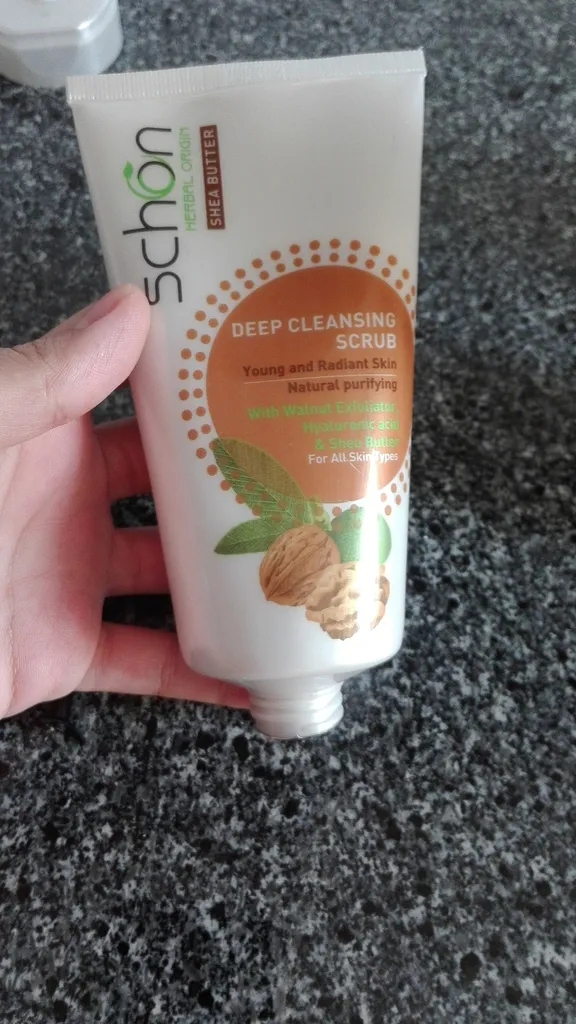 schön
HERBAL ORIGIN
SHEA BUTTER
DEEP CLEANSING
SCRUB
Young and Radiant Skin
Natural purifying
With Walnut Exfoliator,
Hyaluronic acid
& Shea Butter
For All Skin Types